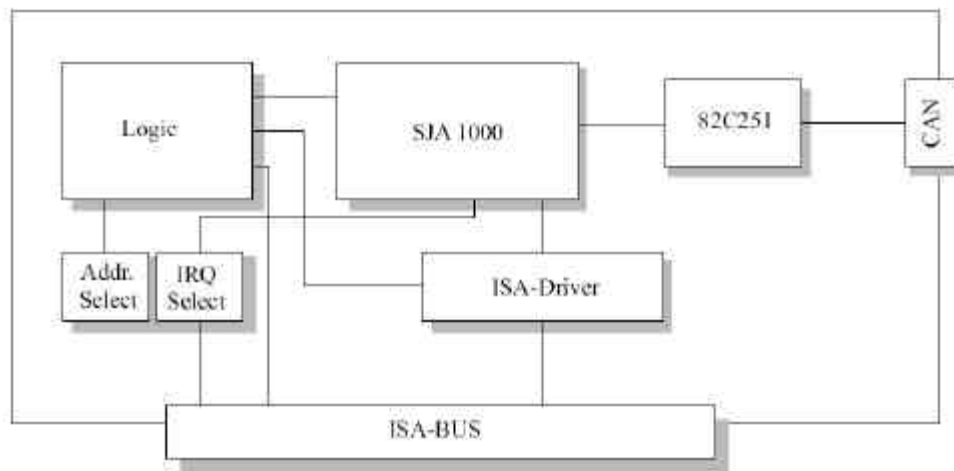 Logic
SJA 1000
82C251
CAN
Addr.
Select
IRQ
Select
ISA-Driver
ISA-BUS